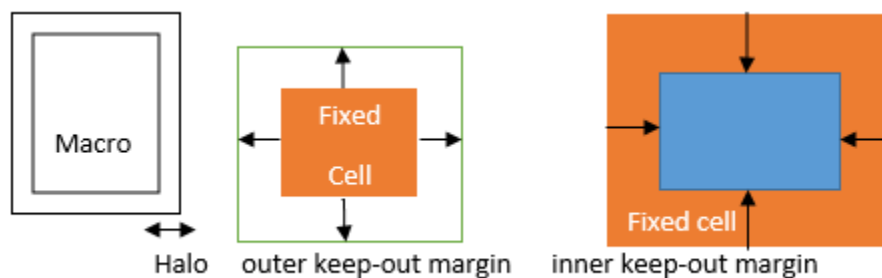 Macro
Halo
Fixed
Cell
outer keep-out margin
Fixed cell
inner keep-out margin